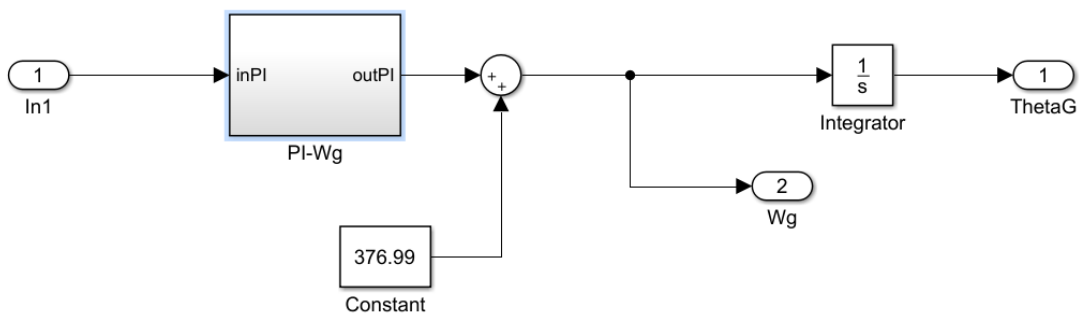 1
In1
inPI
outPI
PI-Wg
+
+
376.99
Constant
1
s
Integrator
1
ThetaG
2
Wg